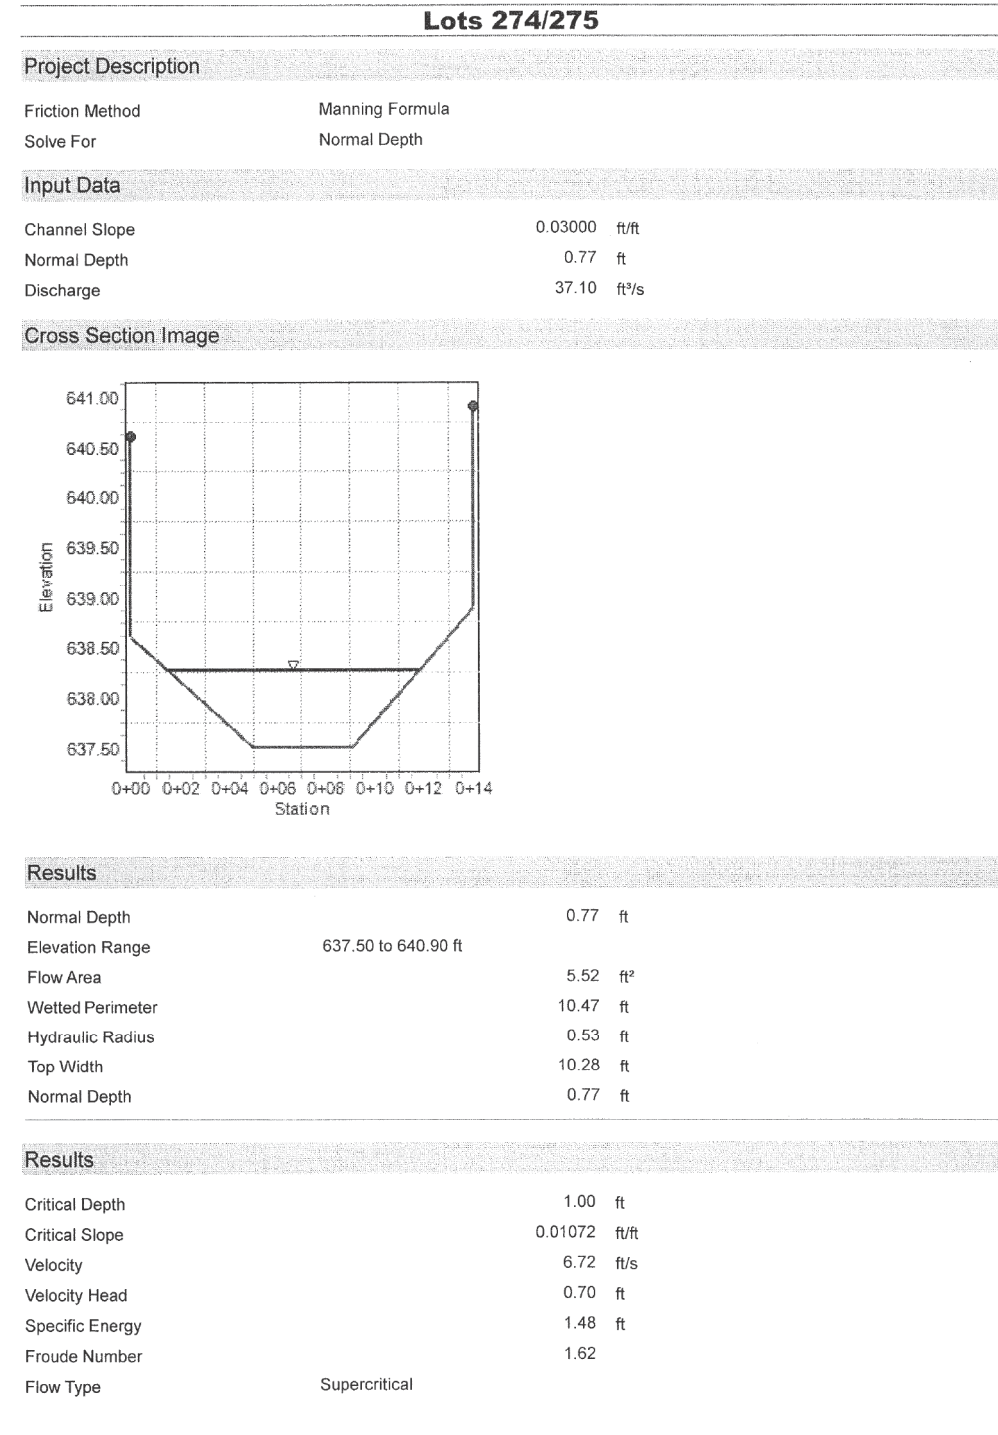 Lots 274/275
Project Description
Friction Method Manning Formula
Solve For Normal Depth
Input Data
Channel Slope 0.03000 ft/ft
Normal Depth 0.77 ft
Discharge 37.10 ft³/s
Cross Section Image
641.00
640.50
640.00
639.50
639.00
638.50
638.00
637.50
Elevation
0+00 0+02 0+04 0+06 0+08 0+10 0+12 0+14
Station
Results
Normal Depth 0.77 ft
Elevation Range 637.50 to 640.90 ft
Flow Area 5.52 ft²
Wetted Perimeter 10.47 ft
Hydraulic Radius 0.53 ft
Top Width 10.28 ft
Normal Depth 0.77 ft
Results
Critical Depth 1.00 ft
Critical Slope 0.01072 ft/ft
Velocity 6.72 ft/s
Velocity Head 0.70 ft
Specific Energy 1.48 ft
Froude Number 1.62
Flow Type Supercritical